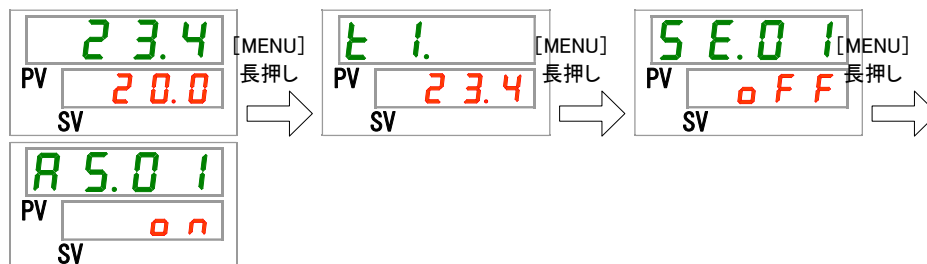 23.4
PV
20.0
SV
[MENU]
長押し
t 1.
PV
23.4
SV
[MENU]
長押し
SE.01
PV
oFF
SV
[MENU]
長押し
AS.01
PV
on
SV